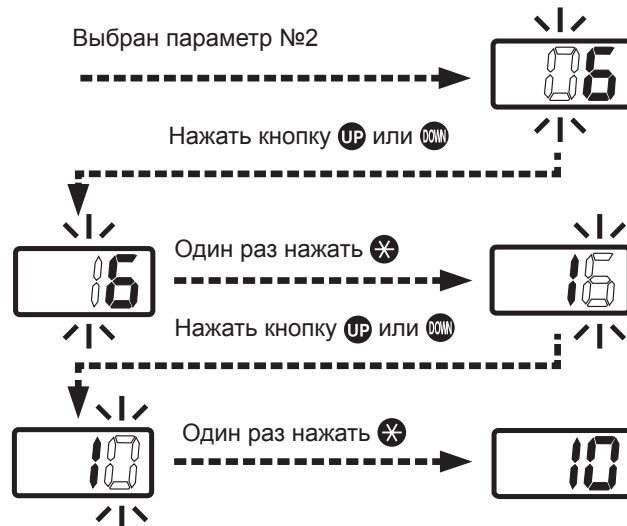 Выбран параметр №2
06
Нажать кнопку UP или DOWN
16
Один раз нажать ✱
16
Нажать кнопку UP или DOWN
10
Один раз нажать ✱
10